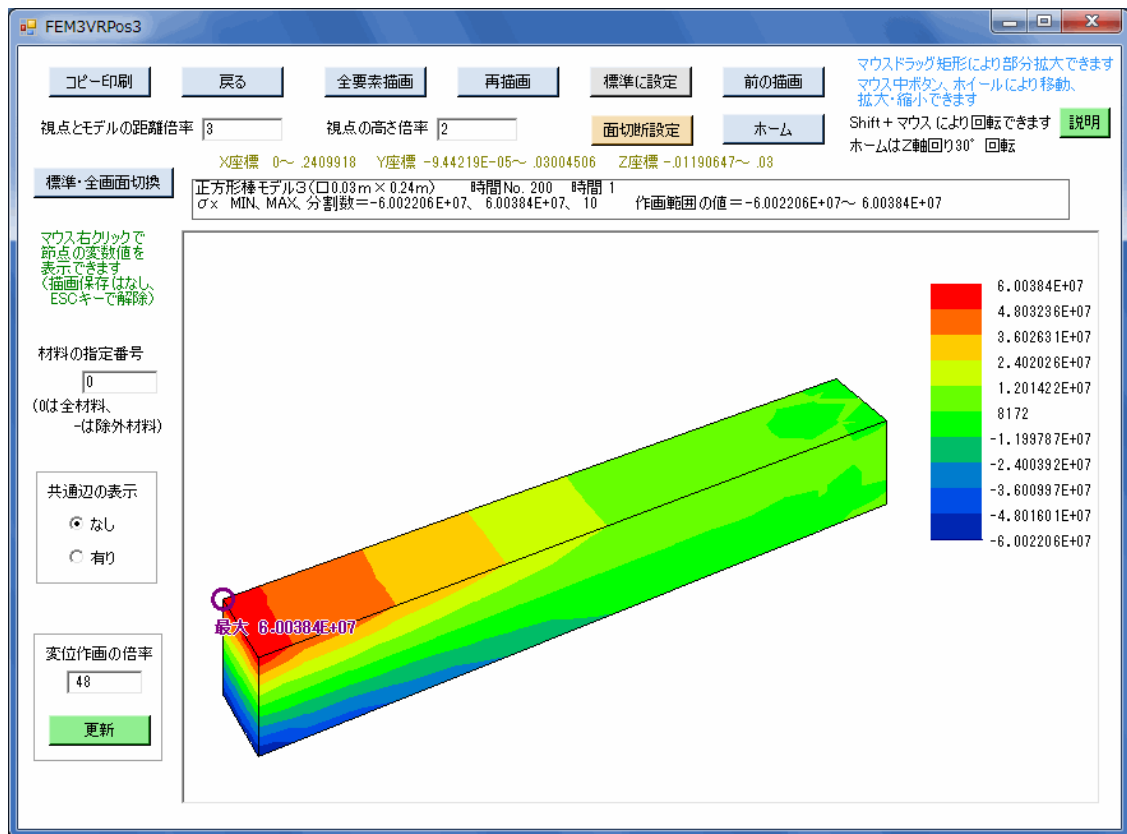 FEM3VRPos3
コピー印刷
戻る
全要素描画
再描画
標準に設定
前の描画
マウスドラッグ矩形により部分拡大できます
マウス中ボタン、ホイールにより移動、
拡大・縮小できます
視点とモデルの距離倍率 3
視点の高さ倍率 2
面切断設定
ホーム
Shift+マウスにより回転できます
説明
ホームはZ軸回り30°回転
X座標 0～ .2409918 Y座標 -9.44219E-05～ .03004506 Z座標 -.01190647～ .03
標準・全画面切換
正方形棒モデル3(口0.03m×0.24m) 時間No. 200 時間 1
σx MIN、MAX、分割数=-6.002206E+07、 6.00384E+07、 10 作画範囲の値=-6.002206E+07～ 6.00384E+07
マウス右クリックで
節点の変数値を
表示できます
(描画保存はなし、
ESCキーで解除)
材料の指定番号
0
(0は全材料、
-は除外材料)
共通辺の表示
なし
有り
変位作画の倍率
48
更新
最大 6.00384E+07
6.00384E+07
4.803236E+07
3.602631E+07
2.402026E+07
1.201422E+07
8172
-1.199787E+07
-2.400392E+07
-3.600997E+07
-4.801601E+07
-6.002206E+07